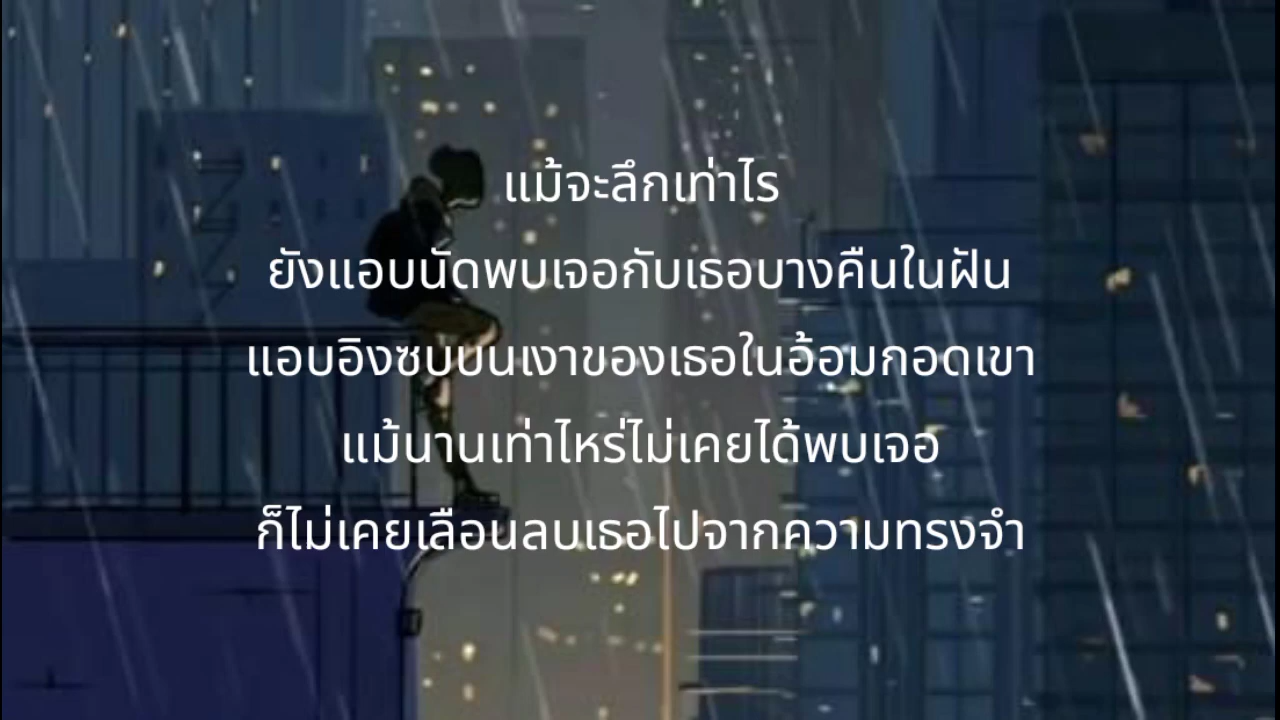 แม้จะลึกเท่าไร
ยังแอบนัดพบเจอกับเธอบางคืนในฝัน
แอบอิงซบบนเงาของเธอในอ้อมกอดเขา
แม้นานเท่าไหร่ไม่เคยได้พบเจอ
ก็ไม่เคยเลือนลบเธอไปจากความทรงจำ